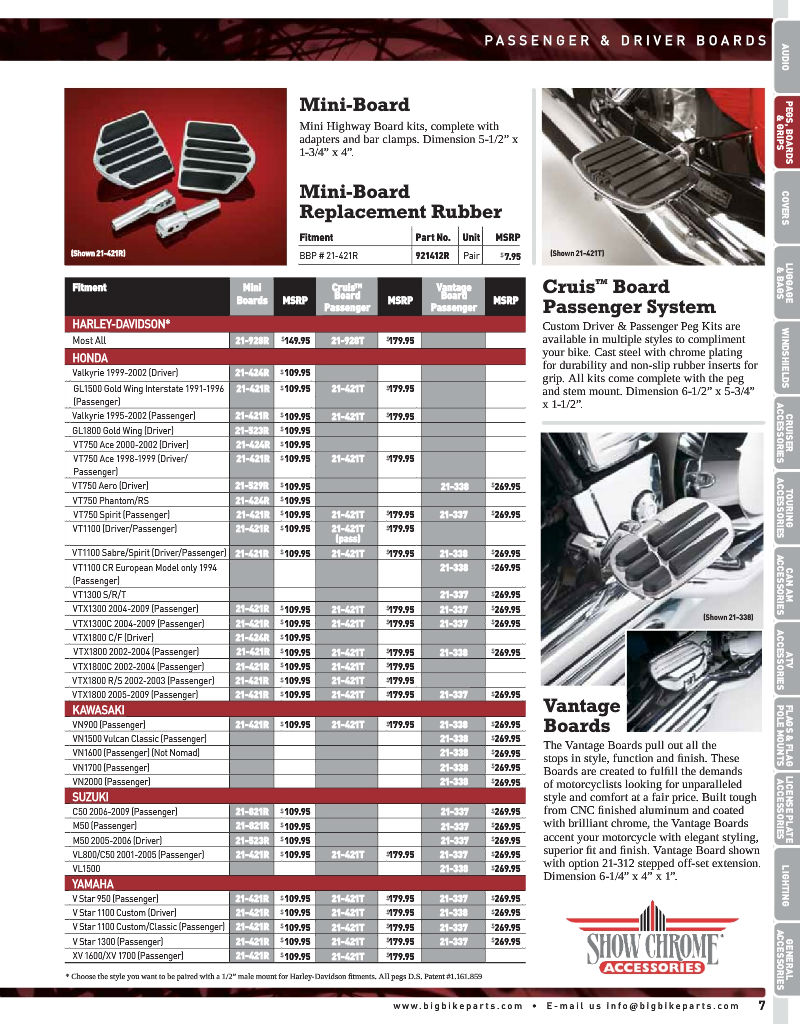 PASSENGER & DRIVER BOARDS
Mini-Board
Mini Highway Board kits, complete with
adapters and bar clamps. Dimension 5-1/2” x
1-3/4” x 4”.
Mini-Board
Replacement Rubber
Fitment Part No. Unit MSRP
BBP # 21-421R 921412R Pair $7.95
(Shown 21-421R)
(Shown 21-421T)
Fitment Mini Boards MSRP Cruis™ Board Passenger MSRP Vantage Board Passenger MSRP
HARLEY-DAVIDSON*
Most All 21-928R $149.95 21-928T $179.95
HONDA
Valkyrie 1999-2002 (Driver) 21-424R $109.95
GL1500 Gold Wing Interstate 1991-1996 21-421R $109.95 21-421T $179.95
(Passenger)
Valkyrie 1995-2002 (Passenger) 21-421R $109.95 21-421T $179.95
GL1800 Gold Wing (Driver) 21-523R $109.95
VT750 Ace 2000-2002 (Driver) 21-424R $109.95
VT750 Ace 1998-1999 (Driver/ 21-421R $109.95 21-421T $179.95
Passenger)
VT750 Aero (Driver) 21-529R $109.95 21-338 $269.95
VT750 Phantom/RS 21-424R $109.95
VT750 Spirit (Passenger) 21-421R $109.95 21-421T $179.95 21-337 $269.95
VT1100 (Driver/Passenger) 21-421R $109.95 21-421T $179.95
(pass)
VT1100 Sabre/Spirit (Driver/Passenger) 21-421R $109.95 21-421T $179.95 21-338 $269.95
VT1100 CR European Model only 1994 21-338 $269.95
(Passenger)
VT1300 S/R/T 21-337 $269.95
VTX1300 2004-2009 (Passenger) 21-421R $109.95 21-421T $179.95 21-337 $269.95
VTX1300C 2004-2009 (Passenger) 21-421R $109.95 21-421T $179.95 21-337 $269.95
VTX1800 C/F (Driver) 21-424R $109.95
VTX1800 2002-2004 (Passenger) 21-421R $109.95 21-421T $179.95 21-338 $269.95
VTX1800C 2002-2004 (Passenger) 21-421R $109.95 21-421T $179.95
VTX1800 R/S 2002-2003 (Passenger) 21-421R $109.95 21-421T $179.95
VTX1800 2005-2009 (Passenger) 21-421R $109.95 21-421T $179.95 21-337 $269.95
KAWASAKI
VN900 (Passenger) 21-421R $109.95 21-421T $179.95 21-338 $269.95
VN1500 Vulcan Classic (Passenger) 21-338 $269.95
VN1600 (Passenger) (Not Nomad) 21-338 $269.95
VN1700 (Passenger) 21-338 $269.95
VN2000 (Passenger) 21-338 $269.95
SUZUKI
C50 2006-2009 (Passenger) 21-821R $109.95 21-337 $269.95
M50 (Passenger) 21-821R $109.95 21-337 $269.95
M50 2005-2006 (Driver) 21-523R $109.95 21-337 $269.95
VL800/C50 2001-2005 (Passenger) 21-421R $109.95 21-421T $179.95 21-337 $269.95
VL1500 21-338 $269.95
YAMAHA
V Star 950 (Passenger) 21-421R $109.95 21-421T $179.95 21-337 $269.95
V Star 1100 Custom (Driver) 21-421R $109.95 21-421T $179.95 21-338 $269.95
V Star 1100 Custom/Classic (Passenger) 21-421R $109.95 21-421T $179.95 21-337 $269.95
V Star 1300 (Passenger) 21-421R $109.95 21-421T $179.95 21-337 $269.95
XV 1600/XV 1700 (Passenger) 21-421R $109.95 21-421T $179.95
* Choose the style you want to be paired with a 1/2” male mount for Harley-Davidson fitments. All pegs D.S. Patent #1.161.859
Cruis™ Board
Passenger System
Custom Driver & Passenger Peg Kits are
available in multiple styles to compliment
your bike. Cast steel with chrome plating
for durability and non-slip rubber inserts for
grip. All kits come complete with the peg
and stem mount. Dimension 6-1/2” x 5-3/4”
x 1-1/2”.
(Shown 21-338)
Vantage
Boards
The Vantage Boards pull out all the
stops in style, function and finish. These
Boards are created to fulfill the demands
of motorcyclists looking for unparalleled
style and comfort at a fair price. Built tough
from CNC finished aluminum and coated
with brilliant chrome, the Vantage Boards
accent your motorcycle with elegant styling,
superior fit and finish. Vantage Board shown
with option 21-312 stepped off-set extension.
Dimension 6-1/4” x 4” x 1”.
SHOW CHROME
ACCESSORIES
AUDIO
PEGS, BOARDS
& GRIPS
COVERS
LUGGAGE
& BAGS
WINDSHIELDS
CRUISER
ACCESSORIES
TOURING
ACCESSORIES
CAN AM
ACCESSORIES
ATV
ACCESSORIES
FLAGS & FLAG
POLE MOUNTS
LICENSE PLATE
ACCESSORIES
LIGHTING
GENERAL
ACCESSORIES
www.bigbikeparts.com • E-mail us info@bigbikeparts.com 7